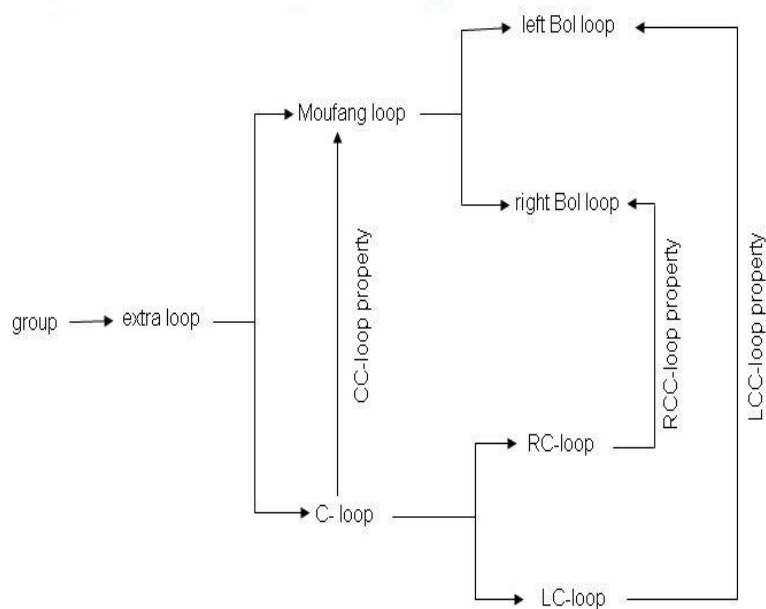 left Bol loop
Moufang loop
right Bol loop
CC-loop property
RCC-loop property
LCC-loop property
group
extra loop
RC-loop
C- loop
LC-loop